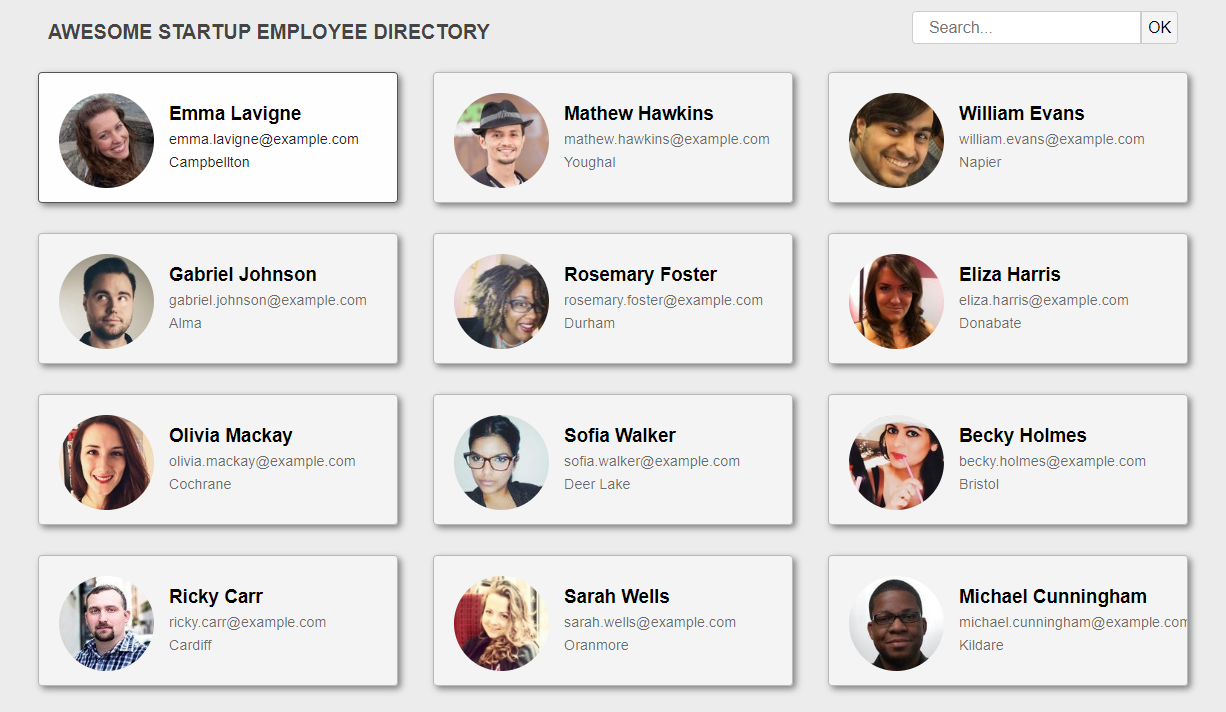 AWESOME STARTUP EMPLOYEE DIRECTORY
Search...
OK
Emma Lavigne
emma.lavigne@example.com
Campbellton
Mathew Hawkins
mathew.hawkins@example.com
Youghal
William Evans
william.evans@example.com
Napier
Gabriel Johnson
gabriel.johnson@example.com
Alma
Rosemary Foster
rosemary.foster@example.com
Durham
Eliza Harris
eliza.harris@example.com
Donabate
Olivia Mackay
olivia.mackay@example.com
Cochrane
Sofia Walker
sofia.walker@example.com
Deer Lake
Becky Holmes
becky.holmes@example.com
Bristol
Ricky Carr
ricky.carr@example.com
Cardiff
Sarah Wells
sarah.wells@example.com
Oranmore
Michael Cunningham
michael.cunningham@example.com
Kildare